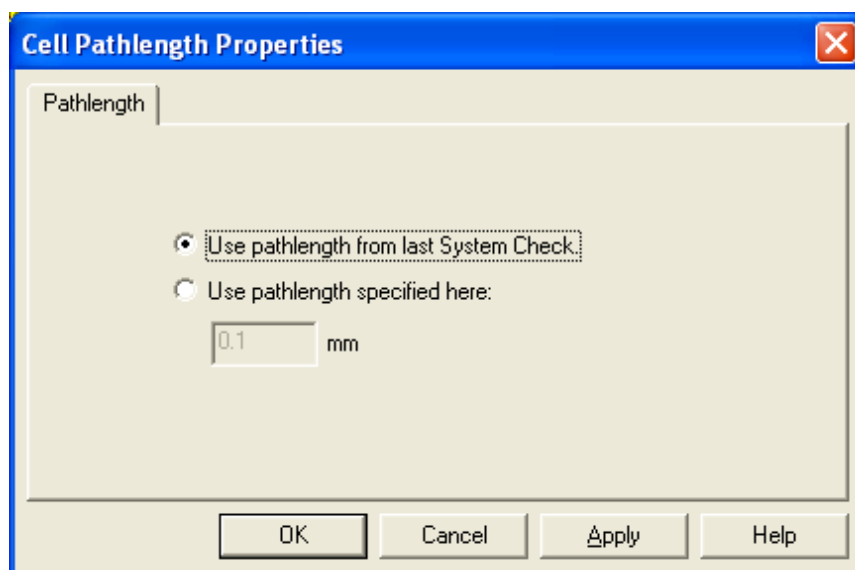 Cell Pathlength Properties
Pathlength
Use pathlength from last System Check.
Use pathlength specified here:
0.1 mm
OK Cancel Apply Help